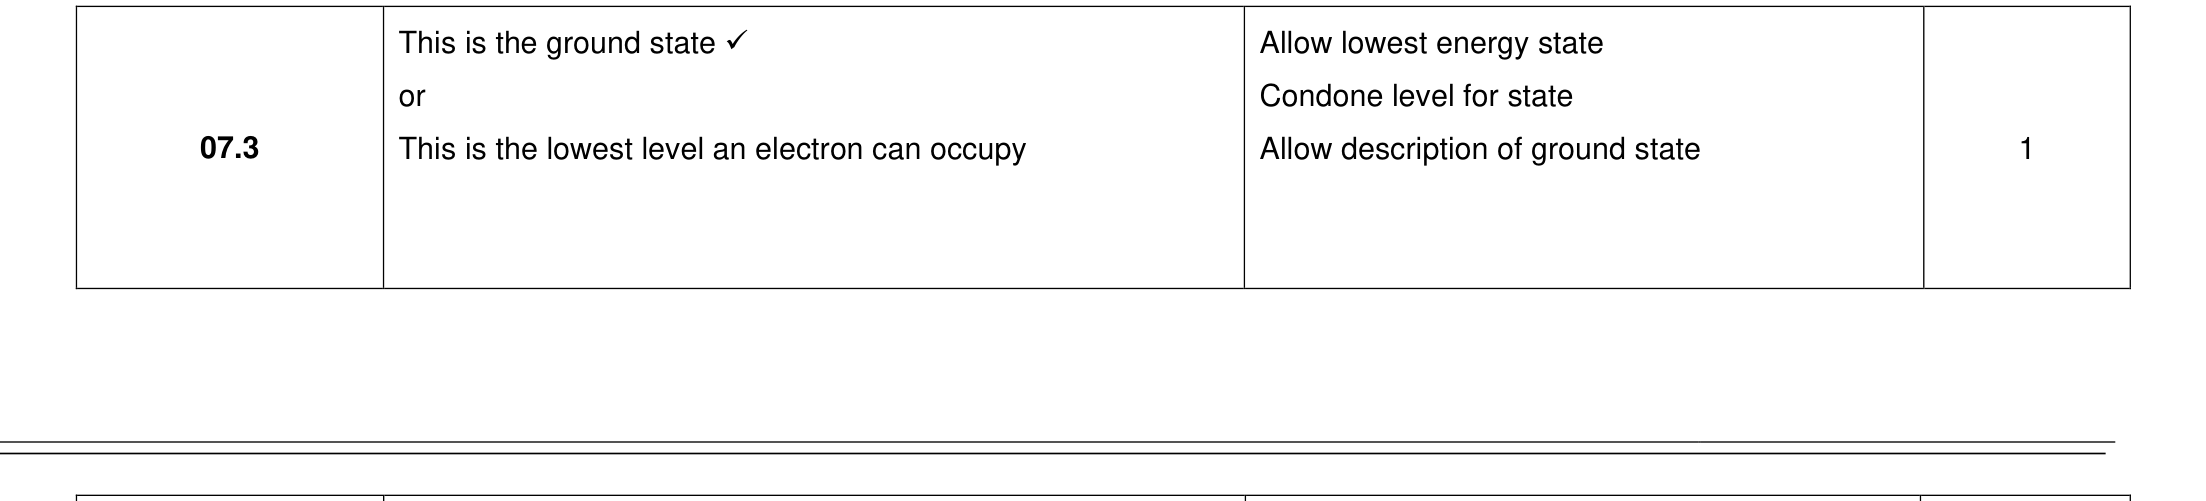 This is the ground state ✓
or
07.3
This is the lowest level an electron can occupy
Allow lowest energy state
Condone level for state
Allow description of ground state
1